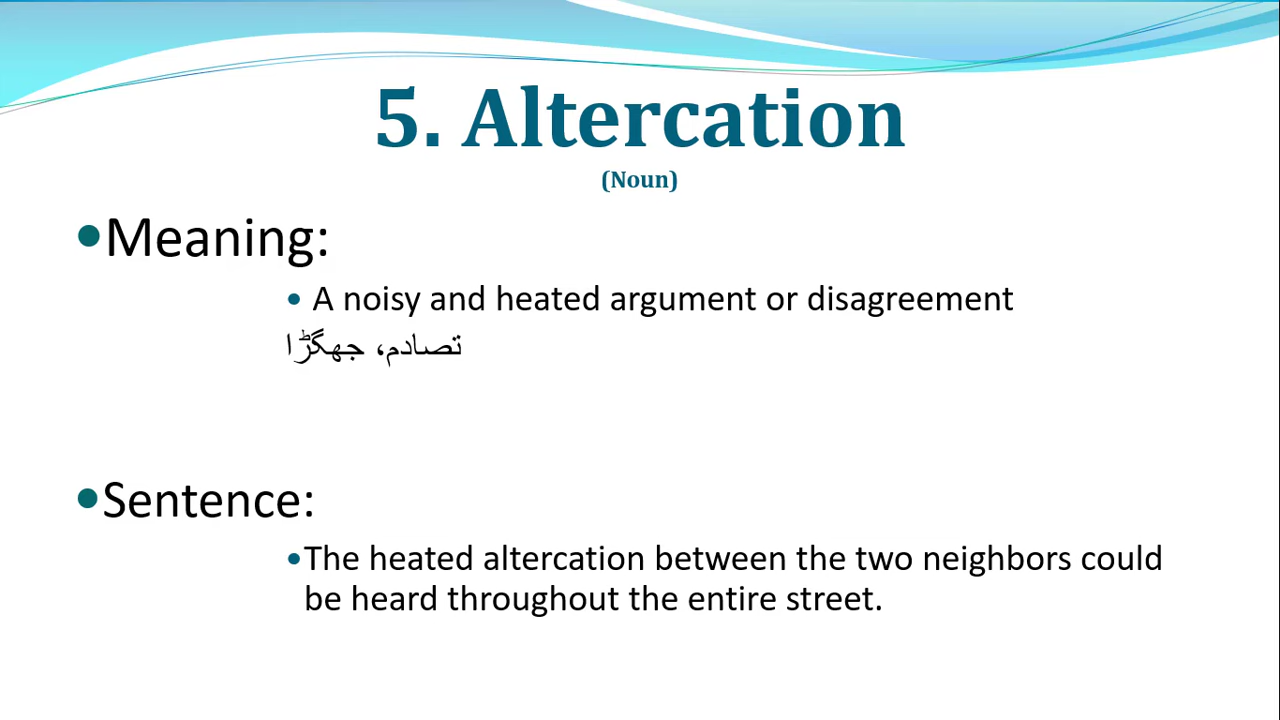 5. Altercation
(Noun)
•Meaning:
• A noisy and heated argument or disagreement
تصادم، جھگڑا
•Sentence:
•The heated altercation between the two neighbors could
be heard throughout the entire street.